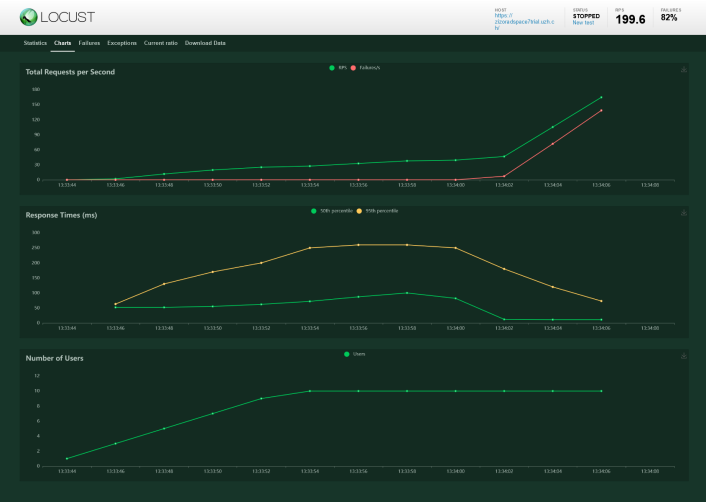 LOCUST
HOST
https://
zizonrdspace7trial.uzh.c
h/
STATUS
STOPPED
New test
RPS
199.6
FAILURES
82%
Statistics Charts Failures Exceptions Current ratio Download Data
Total Requests per Second
RPS Failures/s
180
150
120
90
60
30
0
13:33:44 13:33:46 13:33:48 13:33:50 13:33:52 13:33:54 13:33:56 13:33:58 13:34:00 13:34:02 13:34:04 13:34:06 13:34:08
Response Times (ms)
50th percentile 95th percentile
300
250
200
150
100
50
0
13:33:44 13:33:46 13:33:48 13:33:50 13:33:52 13:33:54 13:33:56 13:33:58 13:34:00 13:34:02 13:34:04 13:34:06 13:34:08
Number of Users
Users
12
10
8
6
4
2
0
13:33:44 13:33:46 13:33:48 13:33:50 13:33:52 13:33:54 13:33:56 13:33:58 13:34:00 13:34:02 13:34:04 13:34:06 13:34:08